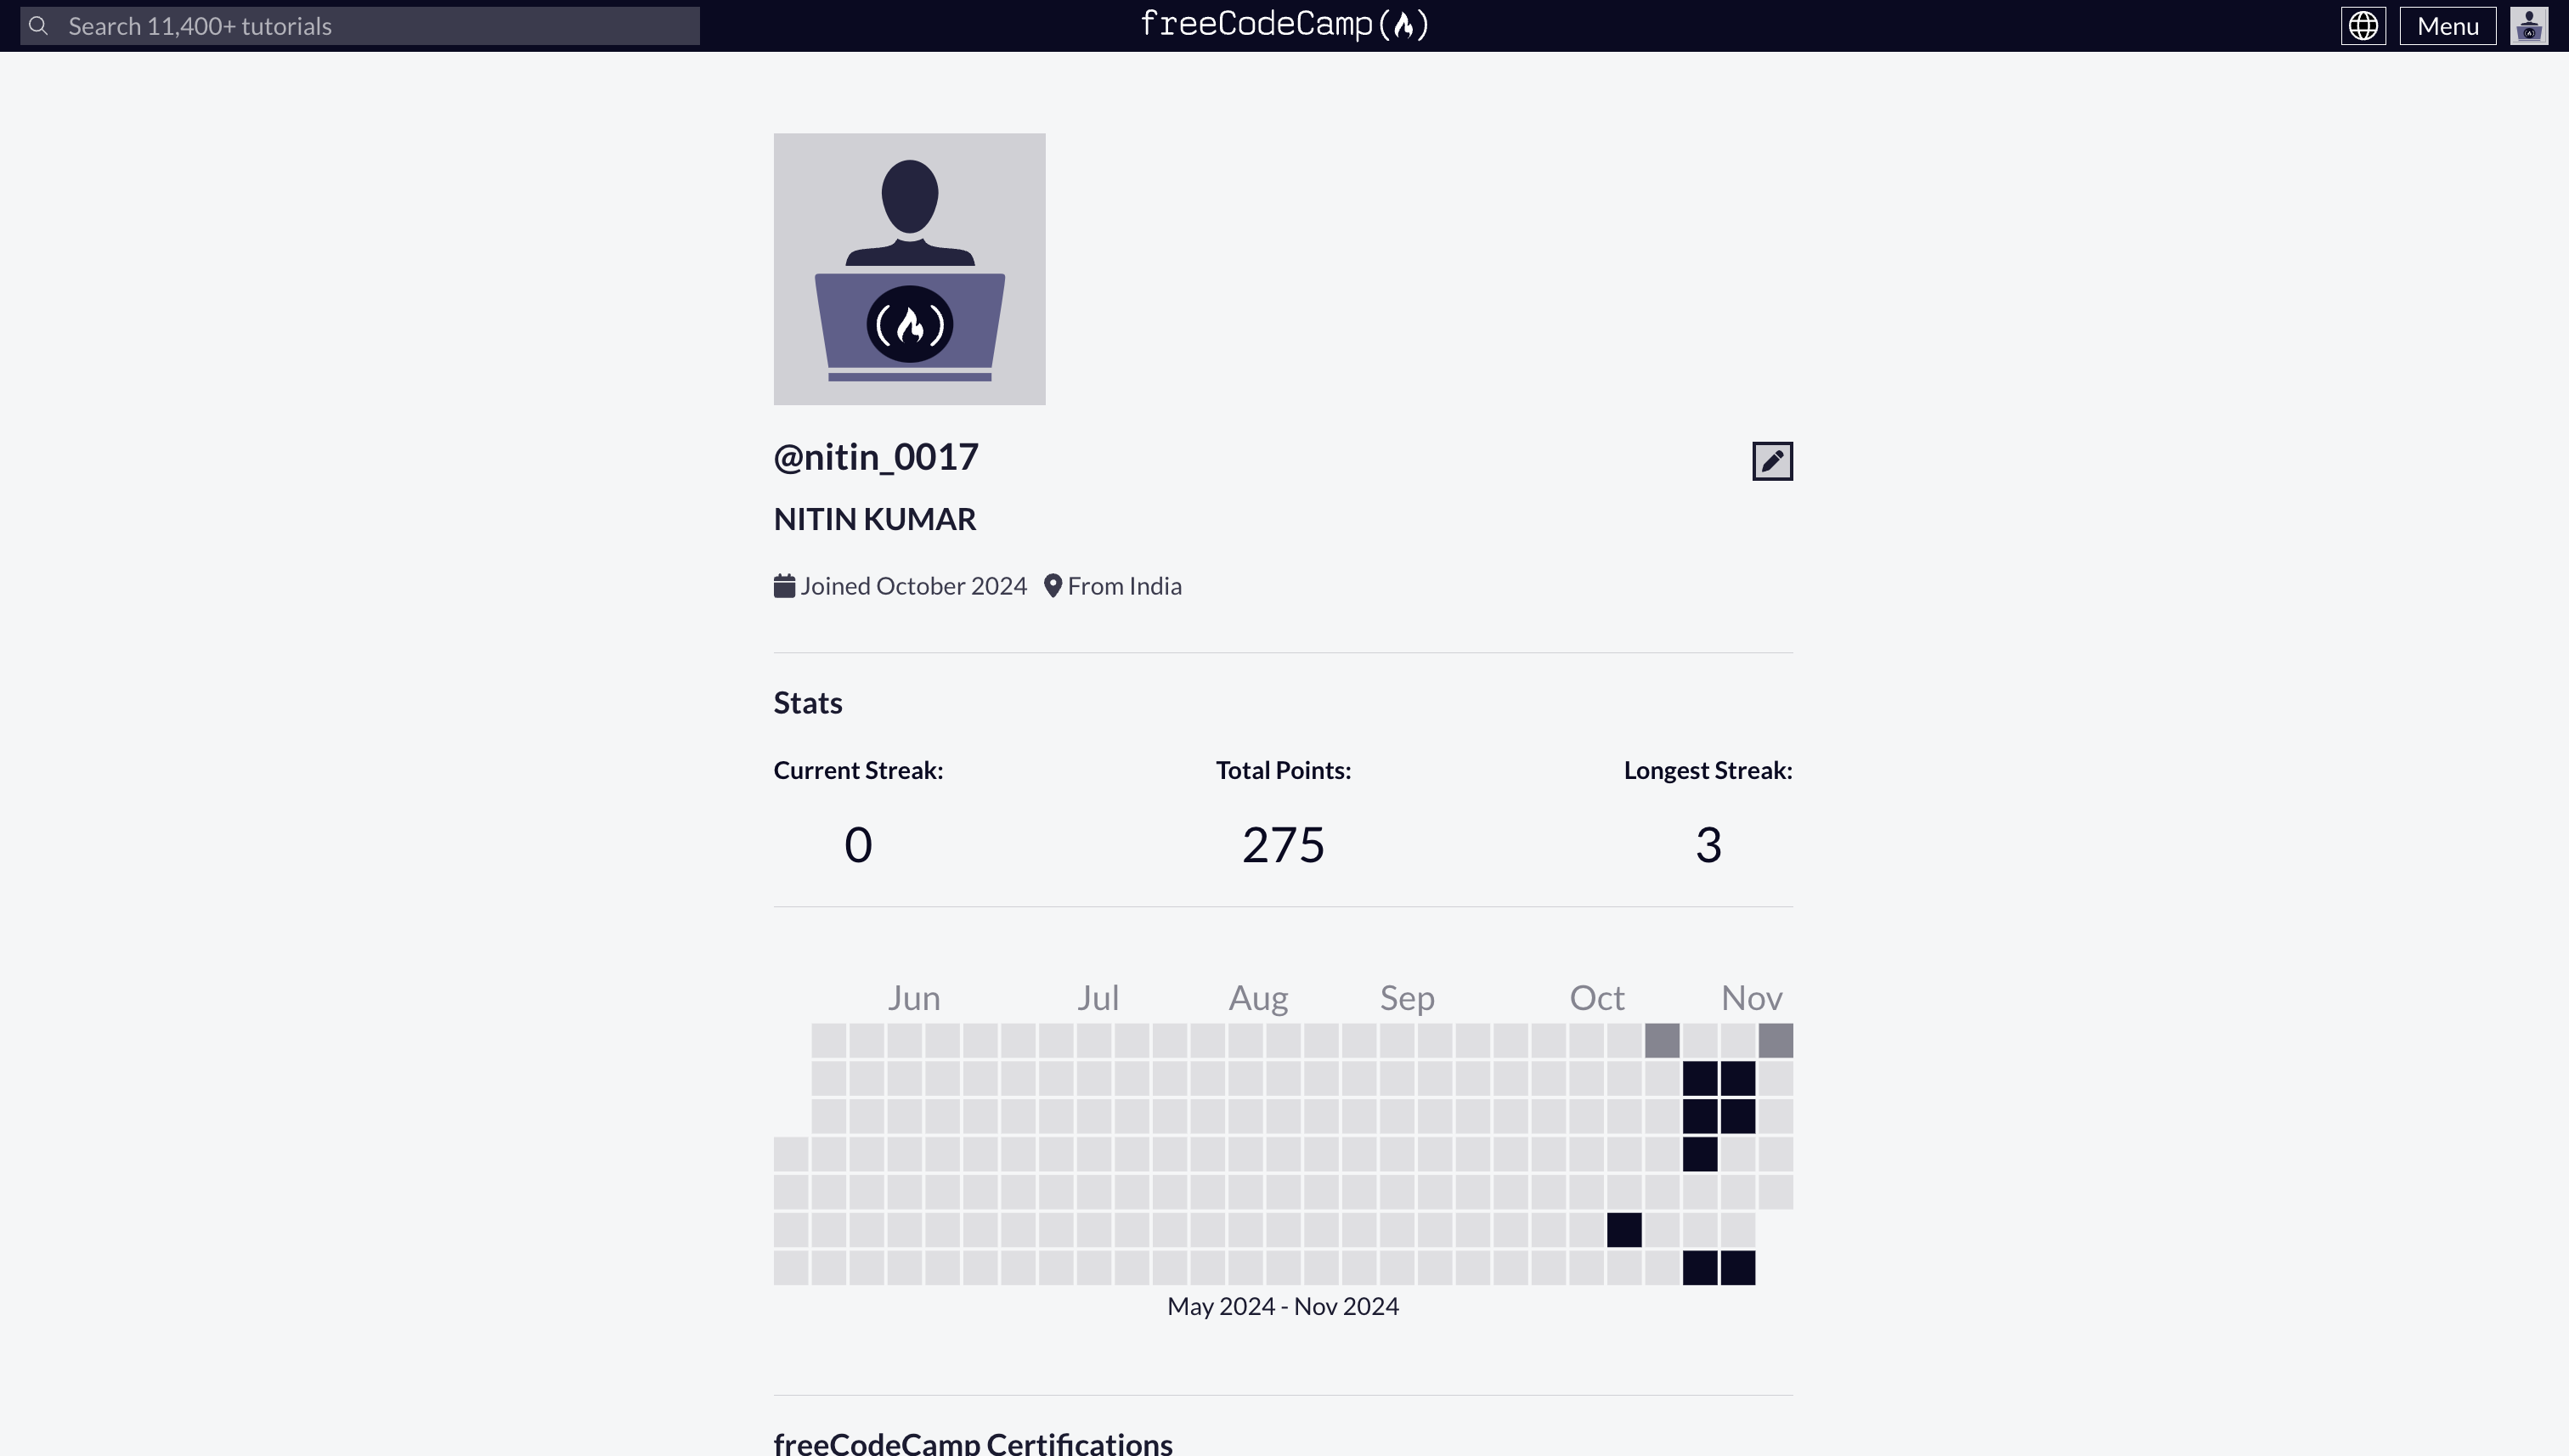 Search 11,400+ tutorials
freeCodeCamp
Menu
@nitin_0017
NITIN KUMAR
Joined October 2024 From India
Stats
Current Streak: Total Points: Longest Streak:
0 275 3
Jun Jul Aug Sep Oct Nov
May 2024 - Nov 2024
freeCodeCamp Certifications